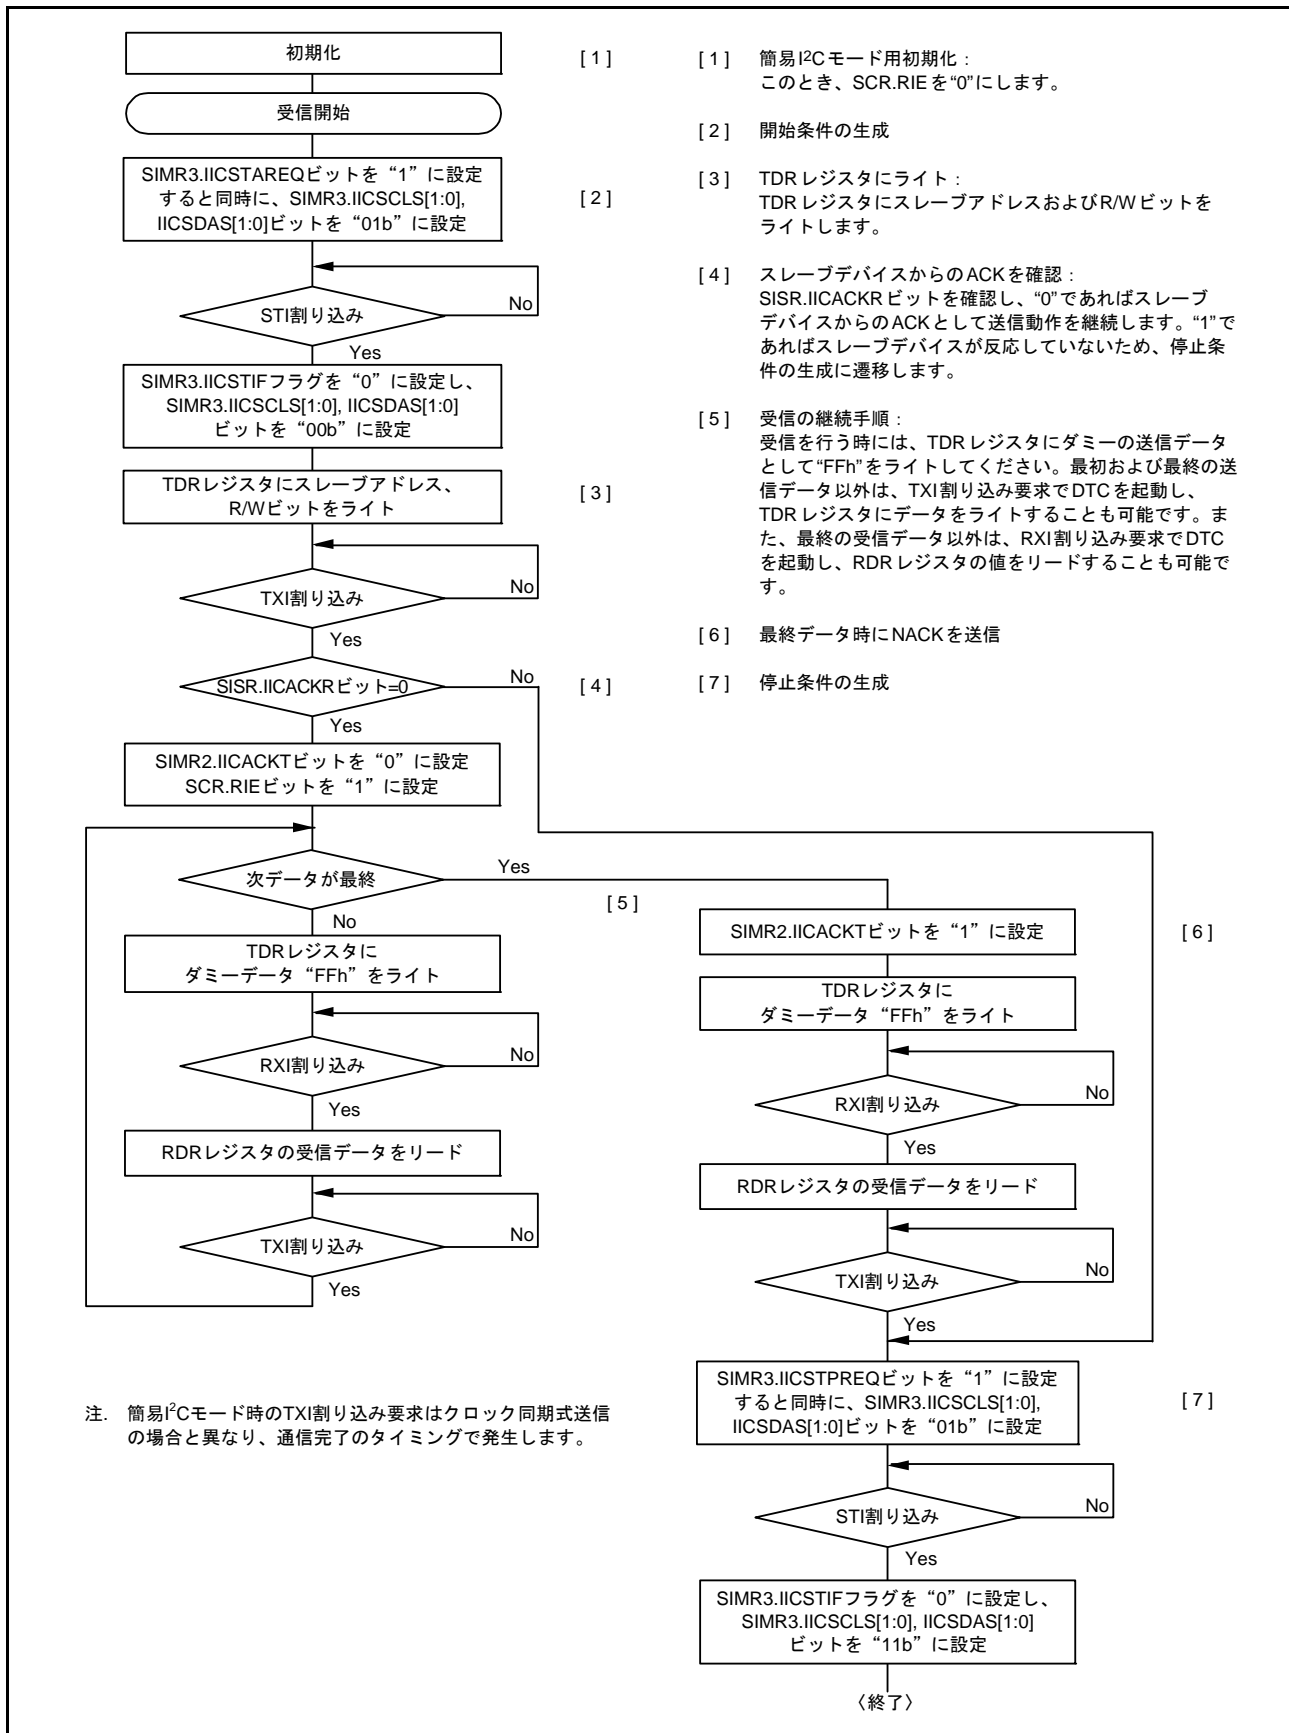 初期化
[ 1 ]
受信開始
SIMR3.IICSTAREQビットを“1”に設定
すると同時に、SIMR3.IICSCLS[1:0],
IICSDAS[1:0]ビットを“01b”に設定
[ 2 ]
STI割り込み
No
Yes
SIMR3.IICSTIFフラグを“0”に設定し、
SIMR3.IICSCLS[1:0], IICSDAS[1:0]
ビットを“00b”に設定
TDRレジスタにスレーブアドレス、
R/Wビットをライト
[ 3 ]
TXI割り込み
No
Yes
SISR.IICACKRビット=0
No
[ 4 ]
Yes
SIMR2.IICACKTビットを“0”に設定
SCR.RIEビットを“1”に設定
次データが最終
Yes
[ 5 ]
No
TDRレジスタに
ダミーデータ“FFh”をライト
RXI割り込み
No
Yes
RDRレジスタの受信データをリード
TXI割り込み
No
Yes
[ 1 ] 簡易I2Cモード用初期化：
このとき、SCR.RIEを“0”にします。
[ 2 ] 開始条件の生成
[ 3 ] TDRレジスタにライト：
TDRレジスタにスレーブアドレスおよびR/Wビットを
ライトします。
[ 4 ] スレーブデバイスからのACKを確認：
SISR.IICACKRビットを確認し、“0”であればスレーブ
デバイスからのACKとして送信動作を継続します。“1”で
あればスレーブデバイスが反応していないため、停止条
件の生成に遷移します。
[ 5 ] 受信の継続手順：
受信を行う時には、TDRレジスタにダミーの送信データ
として“FFh”をライトしてください。最初および最終の送
信データ以外は、TXI割り込み要求でDTCを起動し、
TDRレジスタにデータをライトすることも可能です。ま
た、最終の受信データ以外は、RXI割り込み要求でDTC
を起動し、RDRレジスタの値をリードすることも可能で
す。
[ 6 ] 最終データ時にNACKを送信
[ 7 ] 停止条件の生成
SIMR2.IICACKTビットを“1”に設定
[ 6 ]
TDRレジスタに
ダミーデータ“FFh”をライト
RXI割り込み
No
Yes
RDRレジスタの受信データをリード
TXI割り込み
No
Yes
SIMR3.IICSTPREQビットを“1”に設定
すると同時に、SIMR3.IICSCLS[1:0],
IICSDAS[1:0]ビットを“01b”に設定
[ 7 ]
STI割り込み
No
Yes
SIMR3.IICSTIFフラグを“0”に設定し、
SIMR3.IICSCLS[1:0], IICSDAS[1:0]
ビットを“11b”に設定
〈終了〉
注. 簡易I2Cモード時のTXI割り込み要求はクロック同期式送信
の場合と異なり、通信完了のタイミングで発生します。